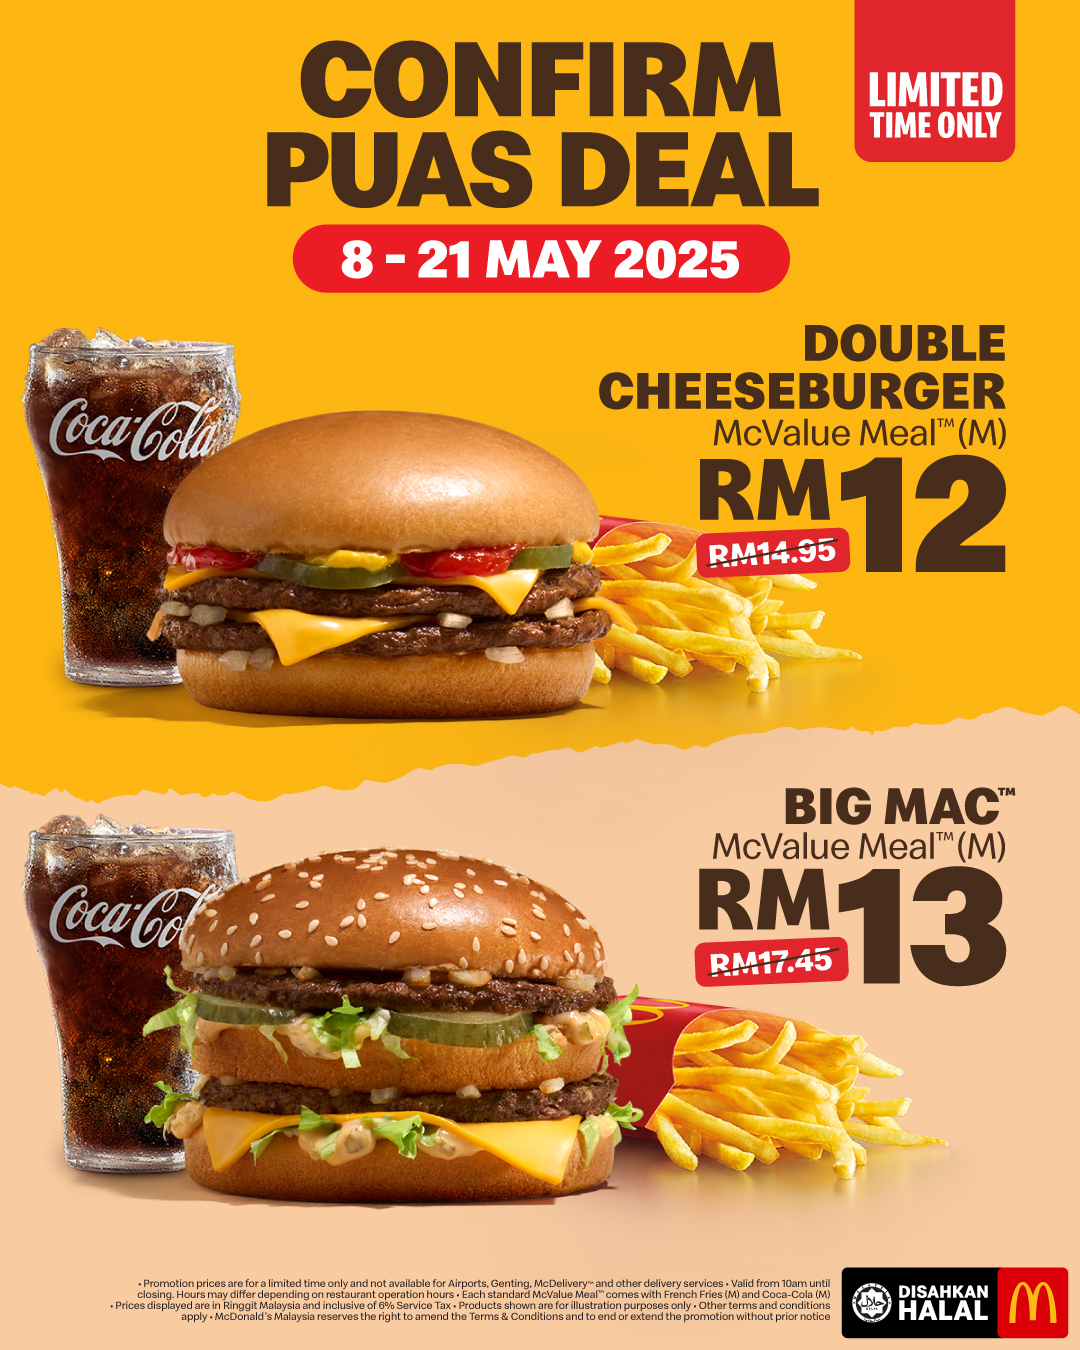 CONFIRM
PUAS DEAL
LIMITED
TIME ONLY
8 - 21 MAY 2025
DOUBLE
CHEESEBURGER
McValue Meal™ (M)
RM12
RM14.95
Coca-Cola
BIG MAC™
McValue Meal™ (M)
RM13
RM17.45
Coca-Co
• Promotion prices are for a limited time only and not available for Airports, Genting, McDelivery™ and other delivery services • Valid from 10am until
closing. Hours may differ depending on restaurant operation hours • Each standard McValue Meal™ comes with French Fries (M) and Coca-Cola (M)
• Prices displayed are in Ringgit Malaysia and inclusive of 6% Service Tax • Products shown are for illustration purposes only • Other terms and conditions
apply • McDonald's Malaysia reserves the right to amend the Terms & Conditions and to end or extend the promotion without prior notice
DISAHKAN
HALAL